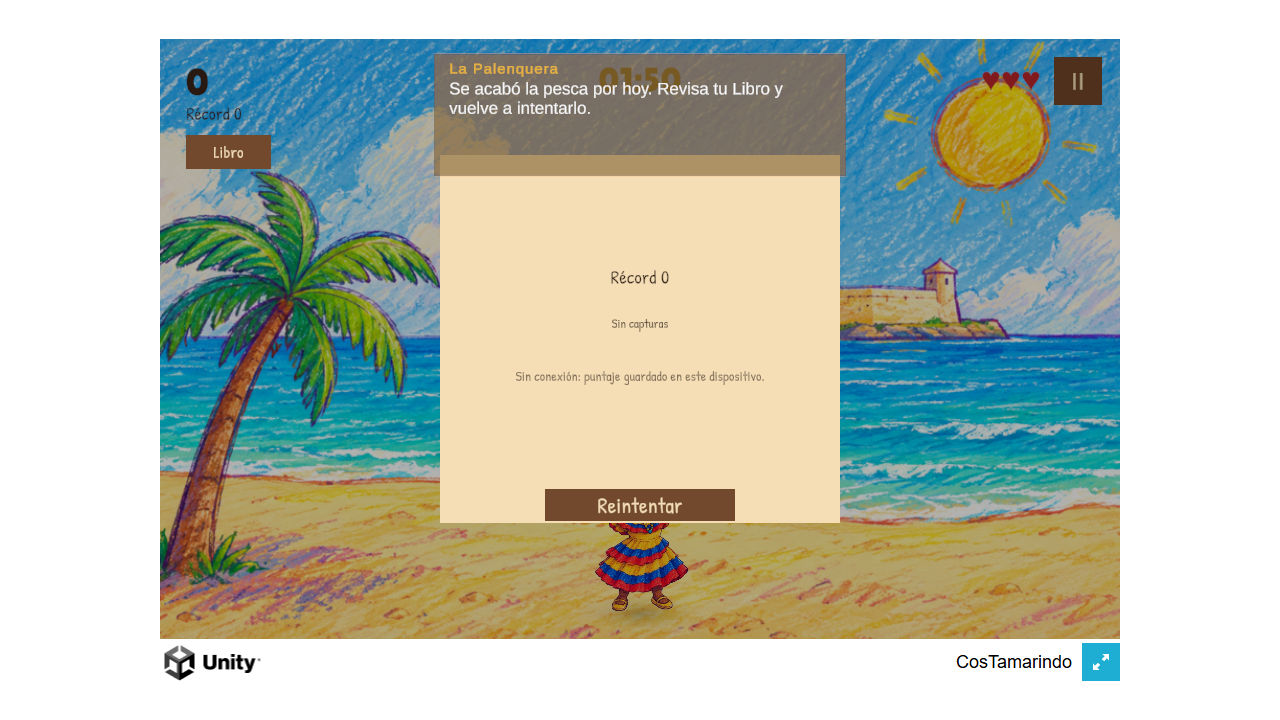 0
Récord 0
Libro
01:50
La Palenquera
Se acabó la pesca por hoy. Revisa tu Libro y
vuelve a intentarlo.
Récord 0
Sin capturas
Sin conexión: puntaje guardado en este dispositivo.
Reintentar
Unity
CosTamarindo